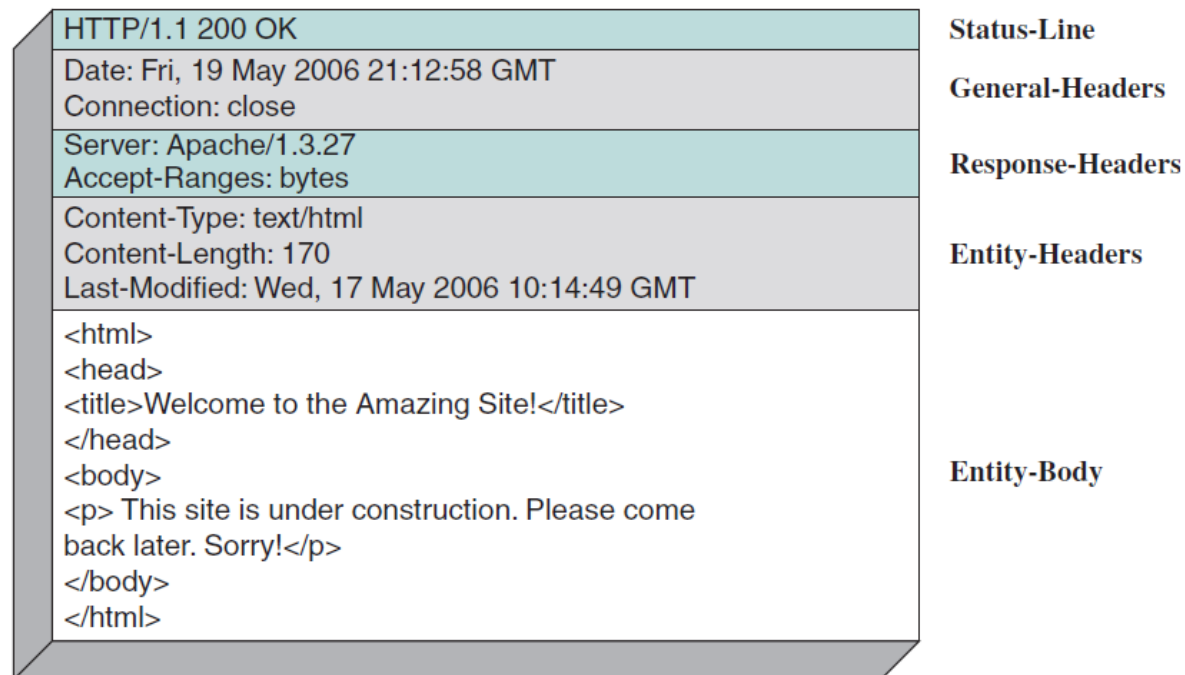 HTTP/1.1 200 OK
Status-Line
Date: Fri, 19 May 2006 21:12:58 GMT
Connection: close
General-Headers
Server: Apache/1.3.27
Accept-Ranges: bytes
Response-Headers
Content-Type: text/html
Content-Length: 170
Last-Modified: Wed, 17 May 2006 10:14:49 GMT
Entity-Headers
<html>
<head>
<title>Welcome to the Amazing Site!</title>
</head>
<body>
<p> This site is under construction. Please come
back later. Sorry!</p>
</body>
</html>
Entity-Body